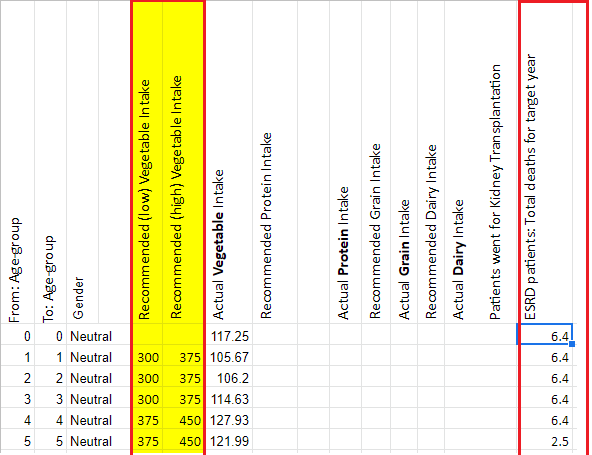 From: Age-group
To: Age-group
Gender
Recommended (low) Vegetable Intake
Recommended (high) Vegetable Intake
Actual Vegetable Intake
Recommended Protein Intake
Actual Protein Intake
Recommended Grain Intake
Actual Grain Intake
Recommended Dairy Intake
Actual Dairy Intake
Patients went for Kidney Transplantation
ESRD patients: Total deaths for target year
0 0 Neutral 117.25 6.4
1 1 Neutral 300 375 105.67 6.4
2 2 Neutral 300 375 106.2 6.4
3 3 Neutral 300 375 114.63 6.4
4 4 Neutral 375 450 127.93 6.4
5 5 Neutral 375 450 121.99 2.5